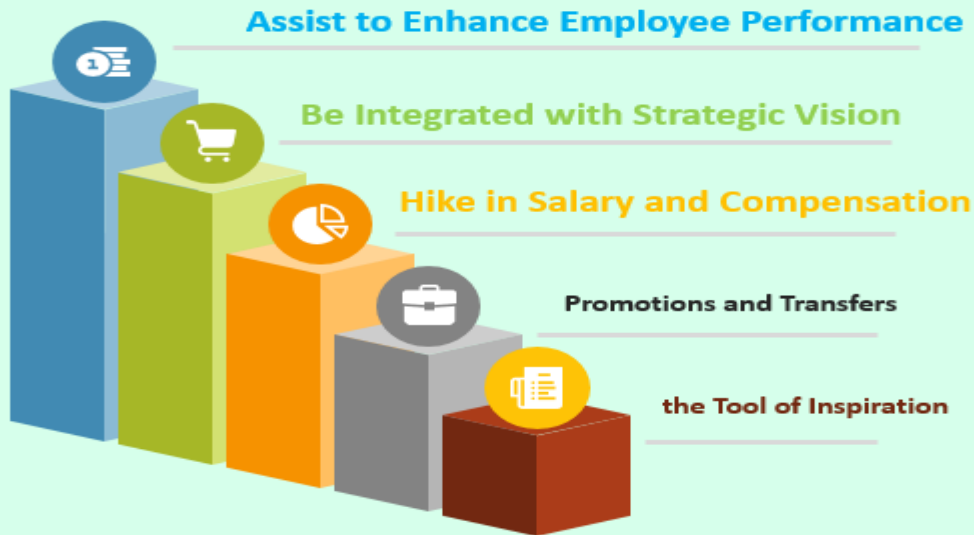 Assist to Enhance Employee Performance
1
Be Integrated with Strategic Vision
Hike in Salary and Compensation
Promotions and Transfers
the Tool of Inspiration